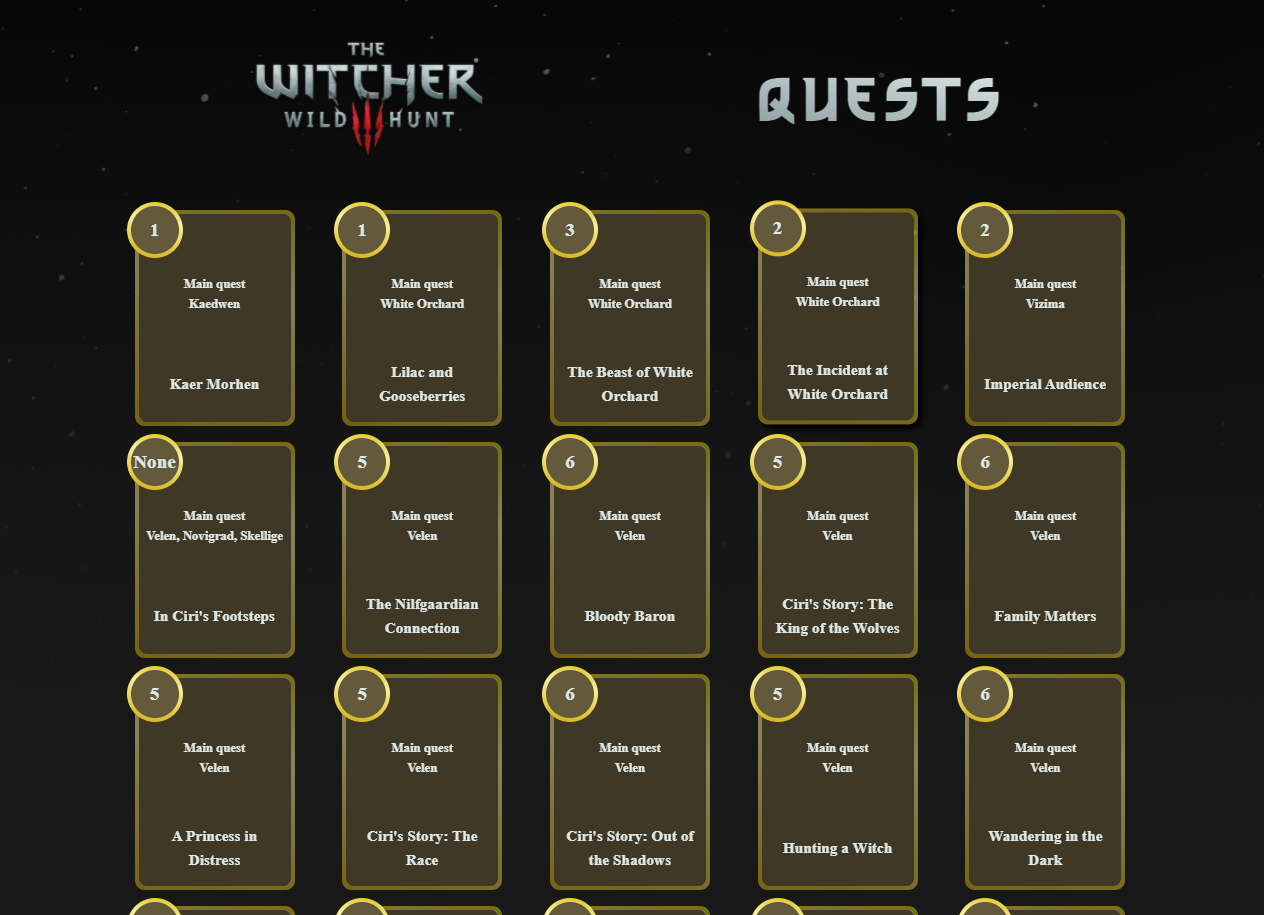 THE
WITCHER
WILD HUNT
QUESTS
1
Main quest
Kaedwen
Kaer Morhen
1
Main quest
White Orchard
Lilac and
Gooseberries
3
Main quest
White Orchard
The Beast of White
Orchard
2
Main quest
White Orchard
The Incident at
White Orchard
2
Main quest
Vizima
Imperial Audience
None
Main quest
Velen, Novigrad, Skellige
In Ciri's Footsteps
5
Main quest
Velen
The Nilfgaardian
Connection
6
Main quest
Velen
Bloody Baron
5
Main quest
Velen
Ciri's Story: The
King of the Wolves
6
Main quest
Velen
Family Matters
5
Main quest
Velen
A Princess in
Distress
5
Main quest
Velen
Ciri's Story: The
Race
6
Main quest
Velen
Ciri's Story: Out of
the Shadows
5
Main quest
Velen
Hunting a Witch
6
Main quest
Velen
Wandering in the
Dark